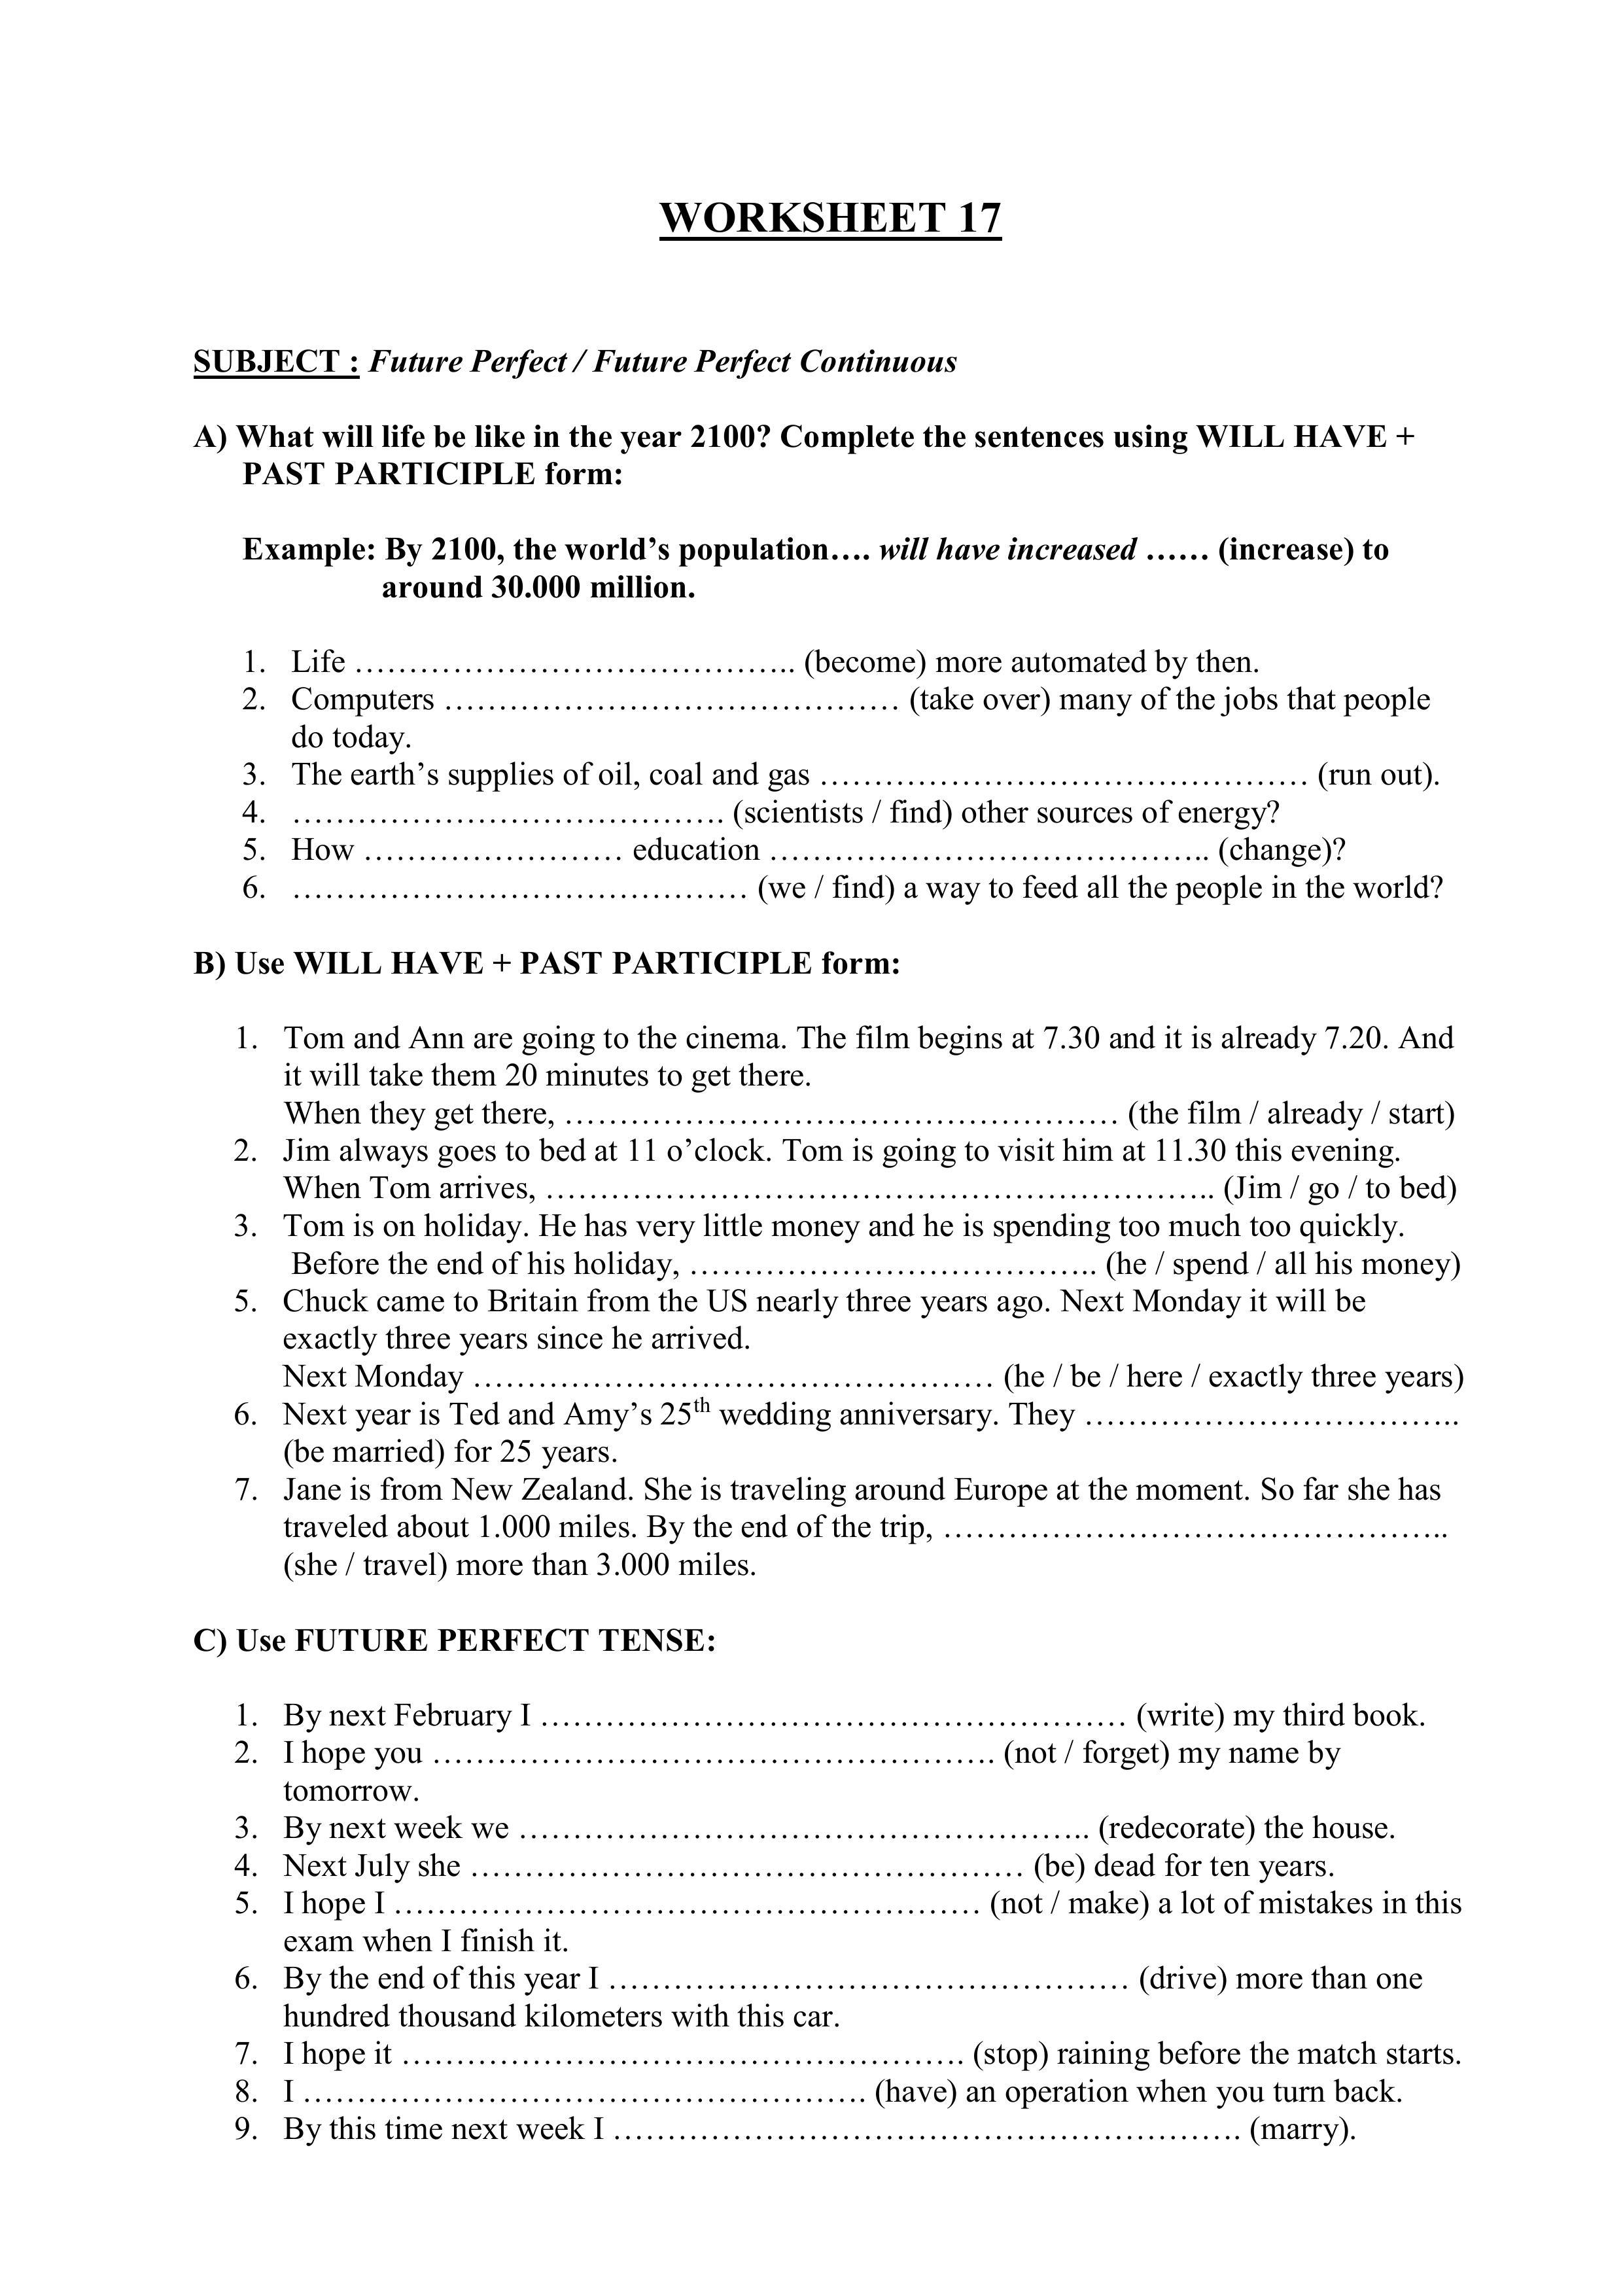 WORKSHEET 17
SUBJECT : Future Perfect / Future Perfect Continuous
A) What will life be like in the year 2100? Complete the sentences using WILL HAVE +
PAST PARTICIPLE form:
Example: By 2100, the world’s population…. will have increased …… (increase) to
around 30.000 million.
1. Life ………………………………….. (become) more automated by then.
2. Computers …………………………………… (take over) many of the jobs that people
do today.
3. The earth’s supplies of oil, coal and gas ……………………………………… (run out).
4. …………………………………. (scientists / find) other sources of energy?
5. How …………………… education ………………………………….. (change)?
6. …………………………………… (we / find) a way to feed all the people in the world?
B) Use WILL HAVE + PAST PARTICIPLE form:
1. Tom and Ann are going to the cinema. The film begins at 7.30 and it is already 7.20. And
it will take them 20 minutes to get there.
When they get there, …………………………………………… (the film / already / start)
2. Jim always goes to bed at 11 o’clock. Tom is going to visit him at 11.30 this evening.
When Tom arrives, …………………………………………………….. (Jim / go / to bed)
3. Tom is on holiday. He has very little money and he is spending too much too quickly.
Before the end of his holiday, ……………………………….. (he / spend / all his money)
5. Chuck came to Britain from the US nearly three years ago. Next Monday it will be
exactly three years since he arrived.
Next Monday ………………………………………… (he / be / here / exactly three years)
6. Next year is Ted and Amy’s 25th wedding anniversary. They ……………………………..
(be married) for 25 years.
7. Jane is from New Zealand. She is traveling around Europe at the moment. So far she has
traveled about 1.000 miles. By the end of the trip, ………………………………………..
(she / travel) more than 3.000 miles.
C) Use FUTURE PERFECT TENSE:
1. By next February I ……………………………………………… (write) my third book.
2. I hope you ……………………………………………. (not / forget) my name by
tomorrow.
3. By next week we …………………………………………….. (redecorate) the house.
4. Next July she …………………………………………… (be) dead for ten years.
5. I hope I ……………………………………………… (not / make) a lot of mistakes in this
exam when I finish it.
6. By the end of this year I ………………………………………… (drive) more than one
hundred thousand kilometers with this car.
7. I hope it ……………………………………………. (stop) raining before the match starts.
8. I ……………………………………………. (have) an operation when you turn back.
9. By this time next week I …………………………………………………. (marry).